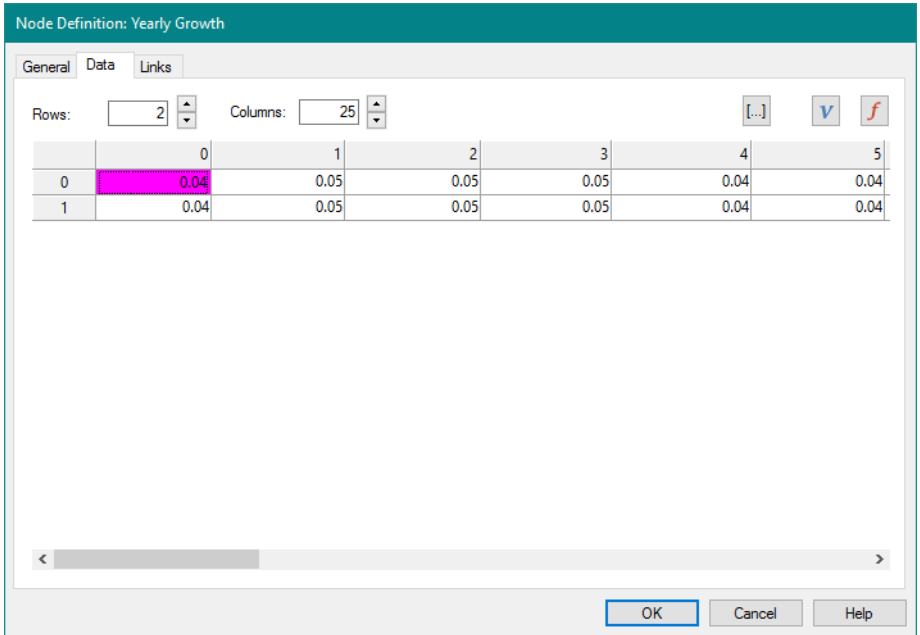 Node Definition: Yearly Growth
General Data Links
Rows: 2 Columns: 25 [...] V f
0 1 2 3 4 5
0 0.04 0.05 0.05 0.05 0.04 0.04
1 0.04 0.05 0.05 0.05 0.04 0.04
OK Cancel Help